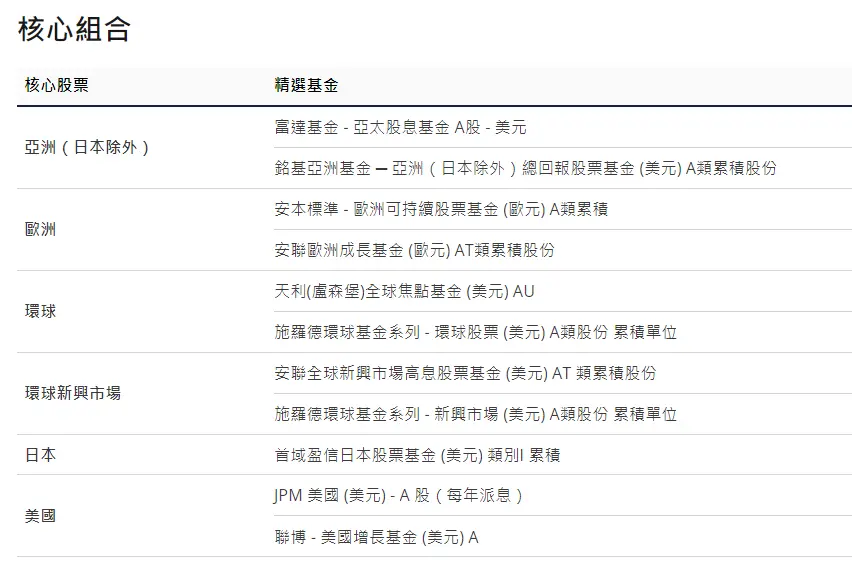 核心組合
核心股票 精選基金
亞洲（日本除外）
富達基金 - 亞太股息基金 A股 - 美元
銘基亞洲基金 ─ 亞洲（日本除外）總回報股票基金 (美元) A類累積股份
歐洲
安本標準 - 歐洲可持續股票基金 (歐元) A類累積
安聯歐洲成長基金 (歐元) AT類累積股份
環球
天利(盧森堡)全球焦點基金 (美元) AU
施羅德環球基金系列 - 環球股票 (美元) A類股份 累積單位
環球新興市場
安聯全球新興市場高息股票基金 (美元) AT 類累積股份
施羅德環球基金系列 - 新興市場 (美元) A類股份 累積單位
日本 首域盈信日本股票基金 (美元) 類別I 累積
美國
JPM 美國 (美元) - A 股（每年派息）
聯博 - 美國增長基金 (美元) A